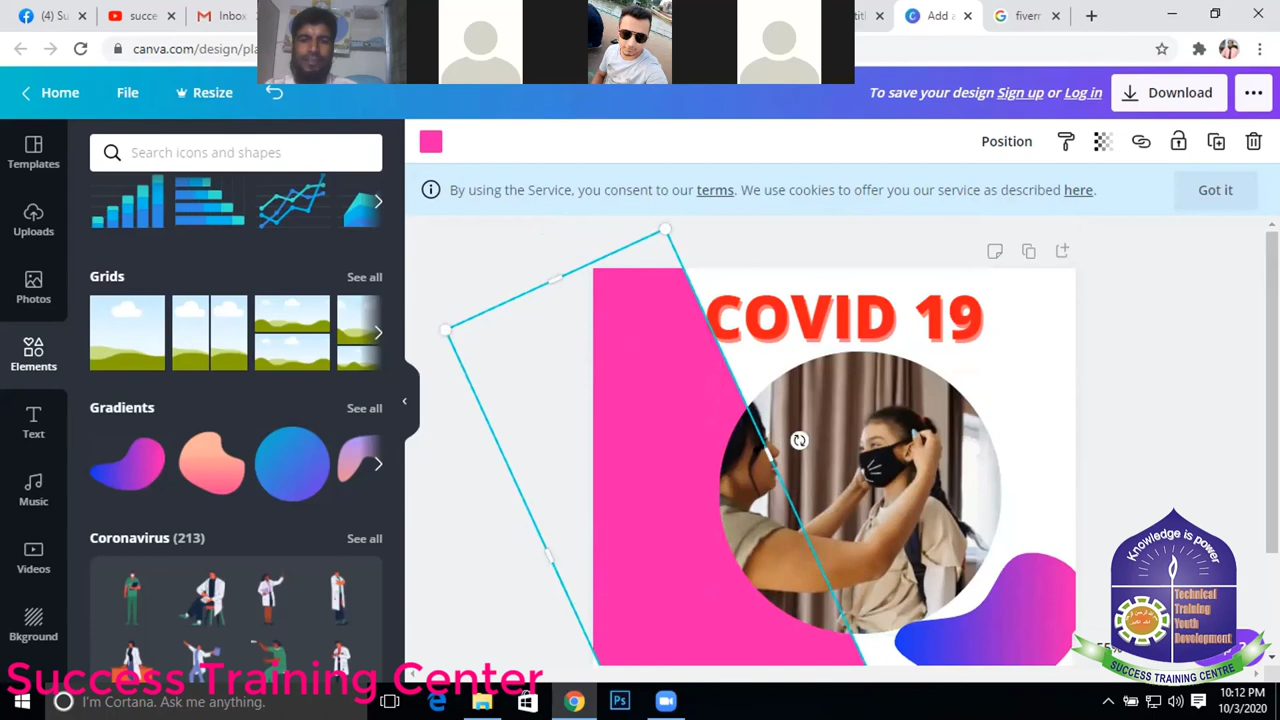 (4) Su
succe
Inbox
Add a
fiverr
canva.com/design/pla
Home
File
Resize
To save your design Sign up or Log in
Download
Templates
Uploads
Photos
Elements
Text
Music
Videos
Bkground
Search icons and shapes
Grids
See all
Gradients
See all
Coronavirus (213)
See all
Position
By using the Service, you consent to our terms. We use cookies to offer you our service as described here.
Got it
COVID 19
Knowledge is power
Technical
Training
Youth
Development
SUCCESS TRAINING CENTRE
Success Training Center
I'm Cortana. Ask me anything.
10:12 PM
10/3/2020